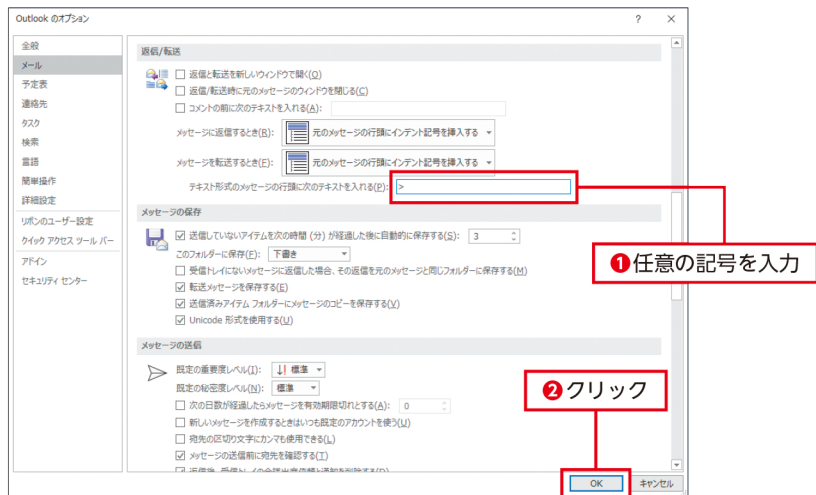 Outlook のオプション ? ×
全般
メール
予定表
連絡先
タスク
検索
言語
簡単操作
詳細設定
リボンのユーザー設定
クイック アクセス ツール バー
アドイン
セキュリティ センター
返信/転送
返信と転送を新しいウィンドウで開く(O)
返信/転送時に元のメッセージのウィンドウを閉じる(C)
コメントの前に次のテキストを入れる(A):
メッセージに返信するとき(R): 元のメッセージの行頭にインデント記号を挿入する
メッセージを転送するとき(F): 元のメッセージの行頭にインデント記号を挿入する
テキスト形式のメッセージの行頭に次のテキストを入れる(P): >
メッセージの保存
送信していないアイテムを次の時間 (分) が経過した後に自動的に保存する(S): 3
このフォルダーに保存(F): 下書き
受信トレイにないメッセージに返信した場合、その返信を元のメッセージと同じフォルダーに保存する(M)
転送メッセージを保存する(E)
送信済みアイテム フォルダーにメッセージのコピーを保存する(V)
Unicode 形式を使用する(U)
❶任意の記号を入力
メッセージの送信
既定の重要度レベル(I): 標準
既定の秘密度レベル(N): 標準
次の日数が経過したらメッセージを有効期限切れとする(A): 0
新しいメッセージを作成するときはいつも既定のアカウントを使う(U)
宛先の区切り文字にカンマも使用できる(L)
メッセージの送信前に宛先を確認する(T)
❷クリック
OK キャンセル